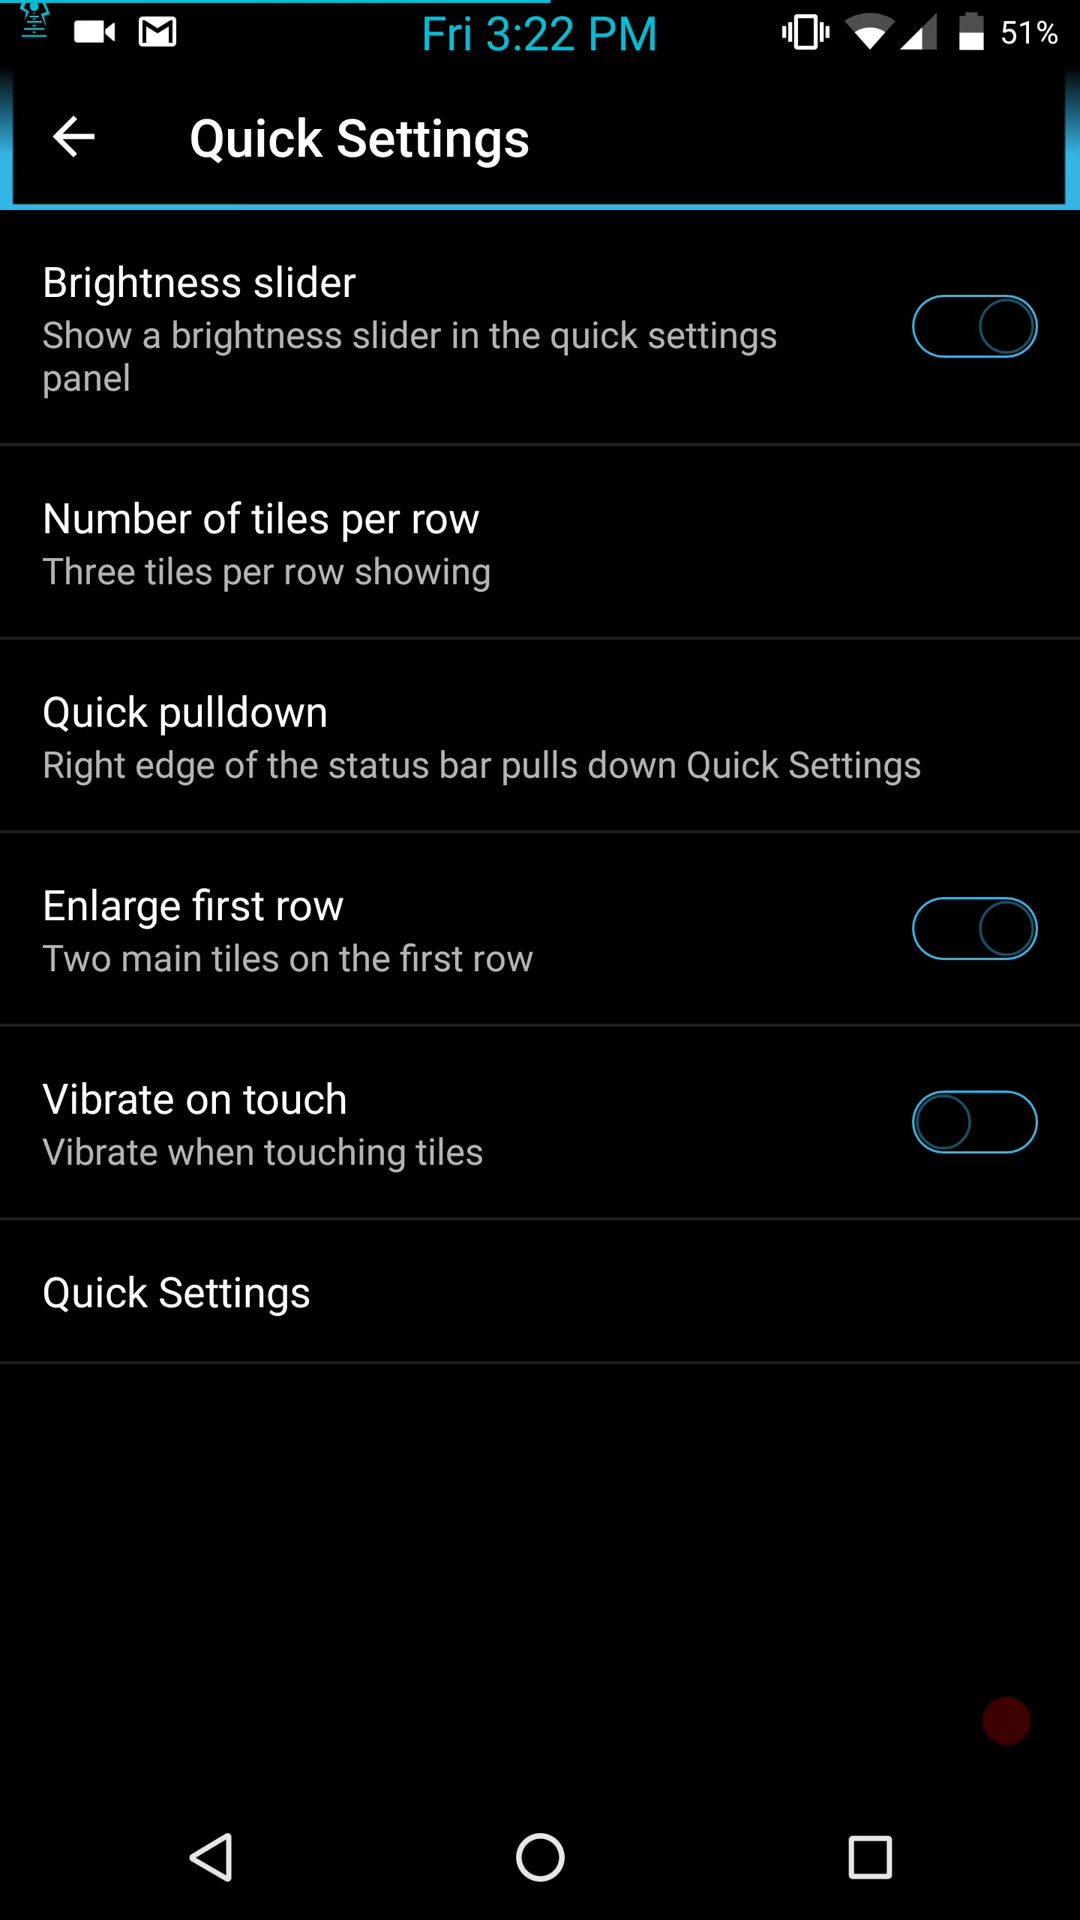 Fri 3:22 PM
51%
Quick Settings
Brightness slider
Show a brightness slider in the quick settings
panel
Number of tiles per row
Three tiles per row showing
Quick pulldown
Right edge of the status bar pulls down Quick Settings
Enlarge first row
Two main tiles on the first row
Vibrate on touch
Vibrate when touching tiles
Quick Settings